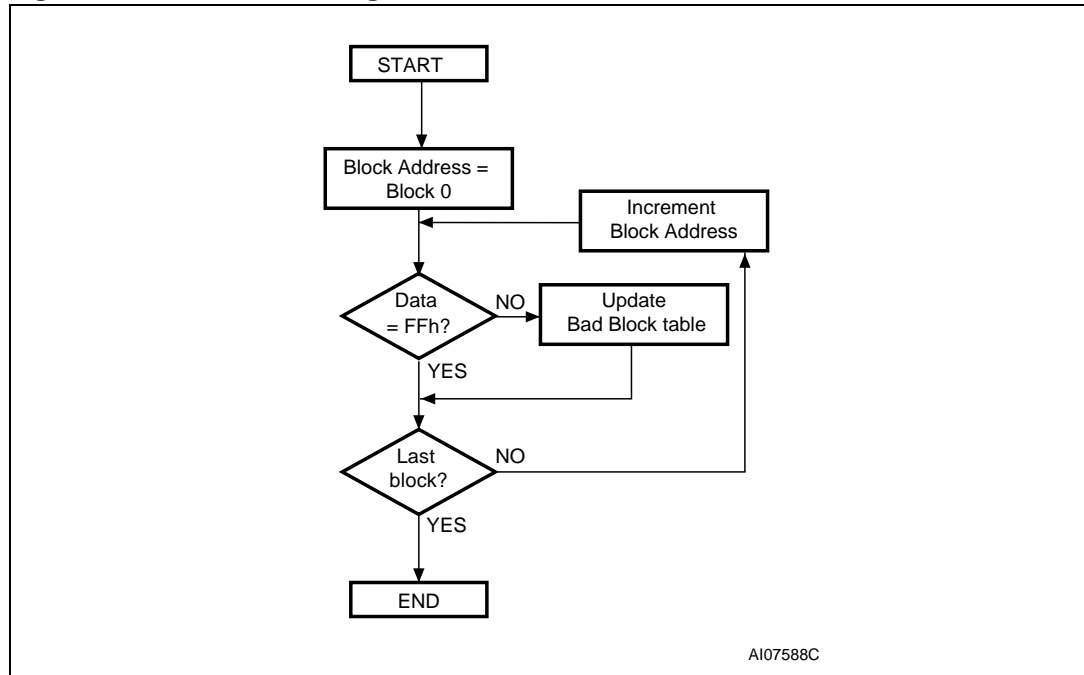 START
Block Address =
Block 0
Increment
Block Address
Data
= FFh?
NO
Update
Bad Block table
YES
Last
block?
NO
YES
END
AI07588C